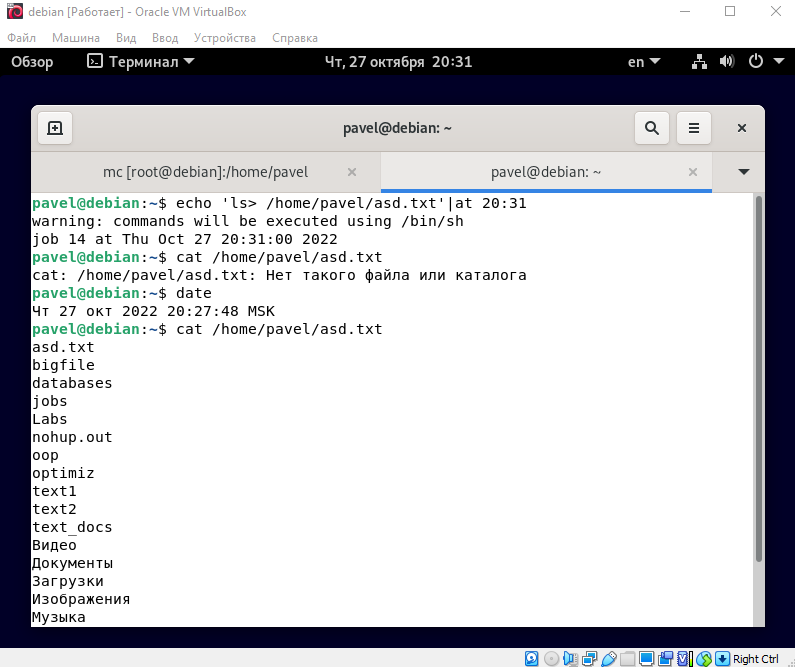 debian [Работает] - Oracle VM VirtualBox
Файл Машина Вид Ввод Устройства Справка
Обзор Терминал Чт, 27 октября 20:31 en
pavel@debian: ~
mc [root@debian]:/home/pavel pavel@debian: ~
pavel@debian:~$ echo 'ls> /home/pavel/asd.txt'|at 20:31
warning: commands will be executed using /bin/sh
job 14 at Thu Oct 27 20:31:00 2022
pavel@debian:~$ cat /home/pavel/asd.txt
cat: /home/pavel/asd.txt: Нет такого файла или каталога
pavel@debian:~$ date
Чт 27 окт 2022 20:27:48 MSK
pavel@debian:~$ cat /home/pavel/asd.txt
asd.txt
bigfile
databases
jobs
Labs
nohup.out
oop
optimiz
text1
text2
text_docs
Видео
Документы
Загрузки
Изображения
Музыка
Right Ctrl